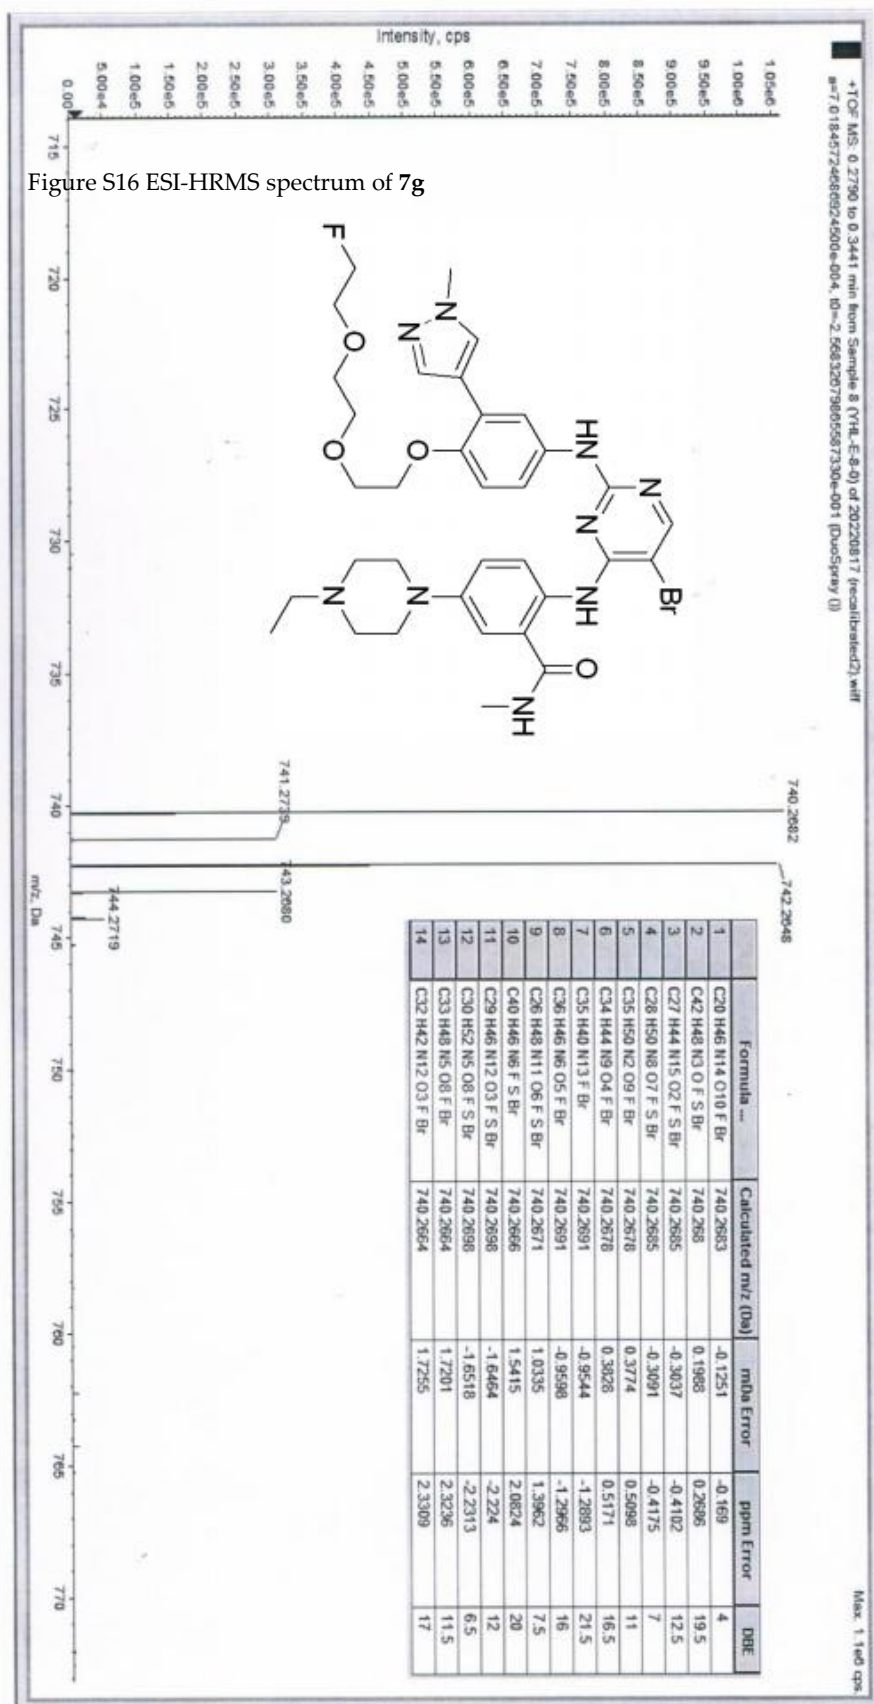 +TOF MS: 0.2790 to 0.3441 min from Sample 8 (YHL-E-8-0) of 20220817 (recalibrated2).wiff
a=7.01845724686924500e-004, t0=-2.56832679865587330e-001 (DuoSpray ())
Max. 1.1e6 cps.
Intensity, cps
1.05e6
1.00e6
9.50e5
9.00e5
8.50e5
8.00e5
7.50e5
7.00e5
6.50e5
6.00e5
5.50e5
5.00e5
4.50e5
4.00e5
3.50e5
3.00e5
2.50e5
2.00e5
1.50e5
1.00e5
5.00e4
0.00
715
720
725
730
735
740
745
750
755
760
765
770
m/z, Da
Figure S16 ESI-HRMS spectrum of 7g
F
O
O
O
N
N
HN
N
N
Br
NH
O
NH
N
N
740.2682
741.2739
742.2648
743.2680
744.2719
Formula ... Calculated m/z (Da) mDa Error ppm Error DBE
1 C20 H46 N14 O10 F Br 740.2683 -0.1251 -0.169 4
2 C42 H48 N3 O F S Br 740.268 0.1988 0.2686 19.5
3 C27 H44 N15 O2 F S Br 740.2685 -0.3037 -0.4102 12.5
4 C28 H50 N8 O7 F S Br 740.2685 -0.3091 -0.4175 7
5 C35 H50 N2 O9 F Br 740.2678 0.3774 0.5098 11
6 C34 H44 N9 O4 F Br 740.2678 0.3828 0.5171 16.5
7 C35 H40 N13 F Br 740.2691 -0.9544 -1.2893 21.5
8 C36 H46 N6 O5 F Br 740.2691 -0.9598 -1.2966 16
9 C26 H48 N11 O6 F S Br 740.2671 1.0335 1.3962 7.5
10 C40 H46 N6 F S Br 740.2666 1.5415 2.0824 20
11 C29 H46 N12 O3 F S Br 740.2698 -1.6464 -2.224 12
12 C30 H52 N5 O8 F S Br 740.2698 -1.6518 -2.2313 6.5
13 C33 H48 N5 O8 F Br 740.2664 1.7201 2.3236 11.5
14 C32 H42 N12 O3 F Br 740.2664 1.7255 2.3309 17